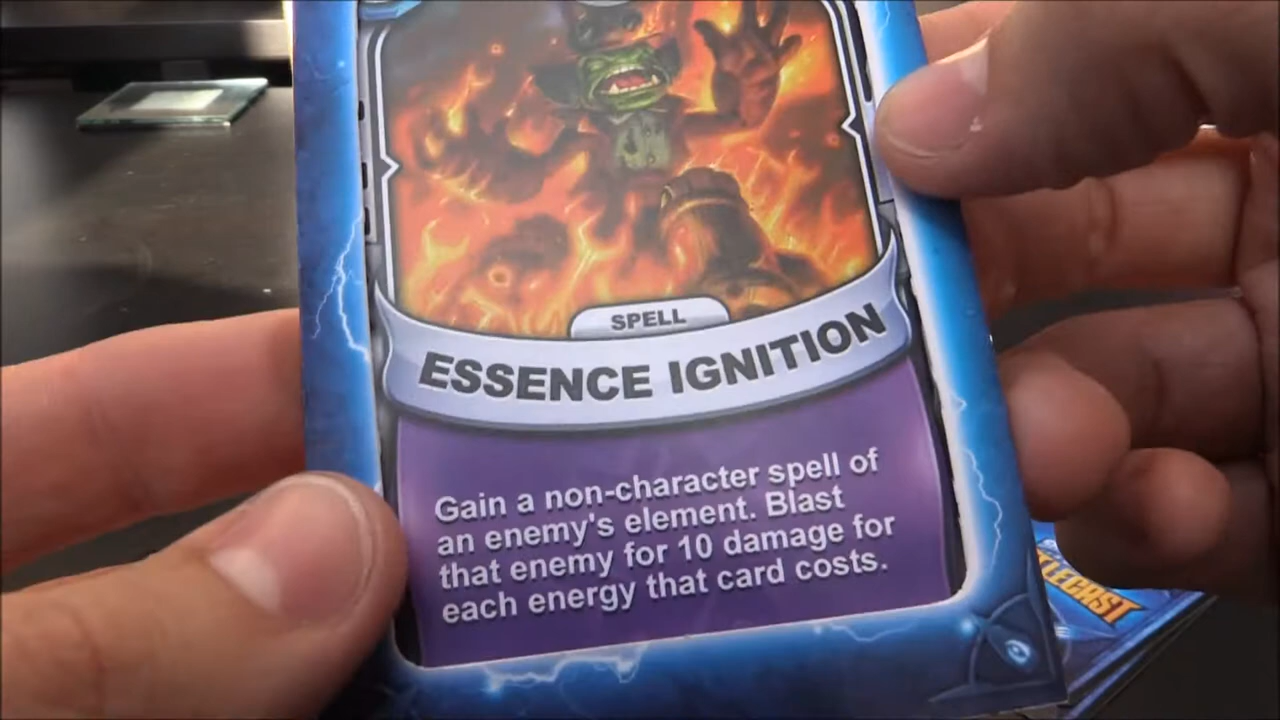 SPELL
ESSENCE IGNITION
Gain a non-character spell of
an enemy's element. Blast
that enemy for 10 damage for
each energy that card costs.